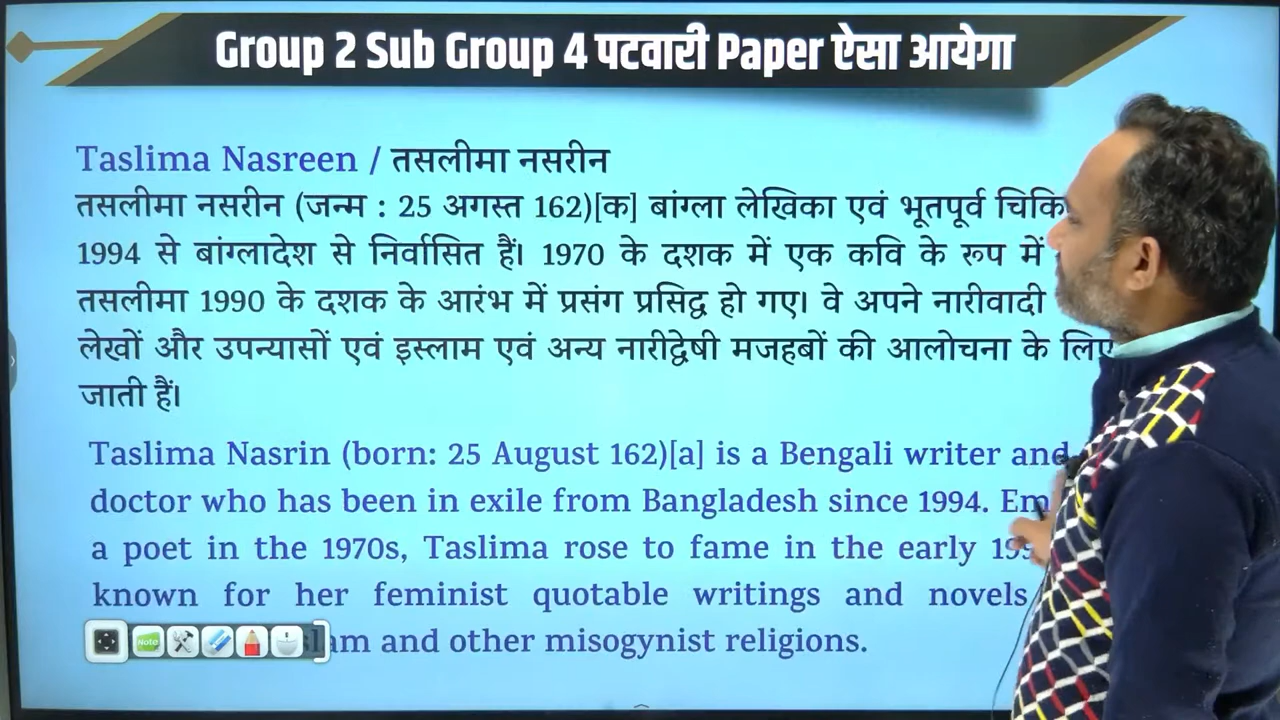 Group 2 Sub Group 4 पटवारी Paper ऐसा आयेगा
Taslima Nasreen / तसलीमा नसरीन
तसलीमा नसरीन (जन्म : 25 अगस्त 162)[क] बांग्ला लेखिका एवं भूतपूर्व
1994 से बांग्लादेश से निर्वासित हैं। 1970 के दशक में एक कवि के रूप में
तसलीमा 1990 के दशक के आरंभ में प्रसंग प्रसिद्व हो गए। वे अपने नारीवादी
लेखों और उपन्यासों एवं इस्लाम एवं अन्य नारीद्वेषी मजहबों की आलोचना के लिए
जाती हैं।
Taslima Nasrin (born: 25 August 162)[a] is a Bengali writer and
doctor who has been in exile from Bangladesh since 1994.
a poet in the 1970s, Taslima rose to fame in the early
known for her feminist quotable writings and novels
and other misogynist religions.
Note